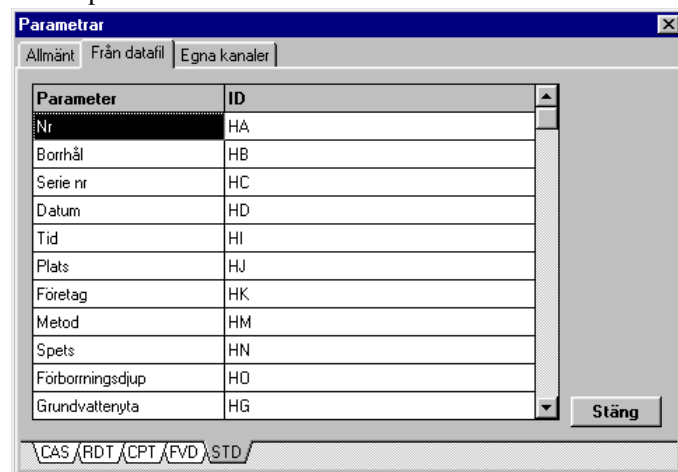 Parametrar
Allmänt Från datafil Egna kanaler
Parameter ID
Nr HA
Borrhål HB
Serie nr HC
Datum HD
Tid HI
Plats HJ
Företag HK
Metod HM
Spets HN
Förborrningsdjup HO
Grundvattenyta HG
Stäng
CAS RDT CPT FVD STD